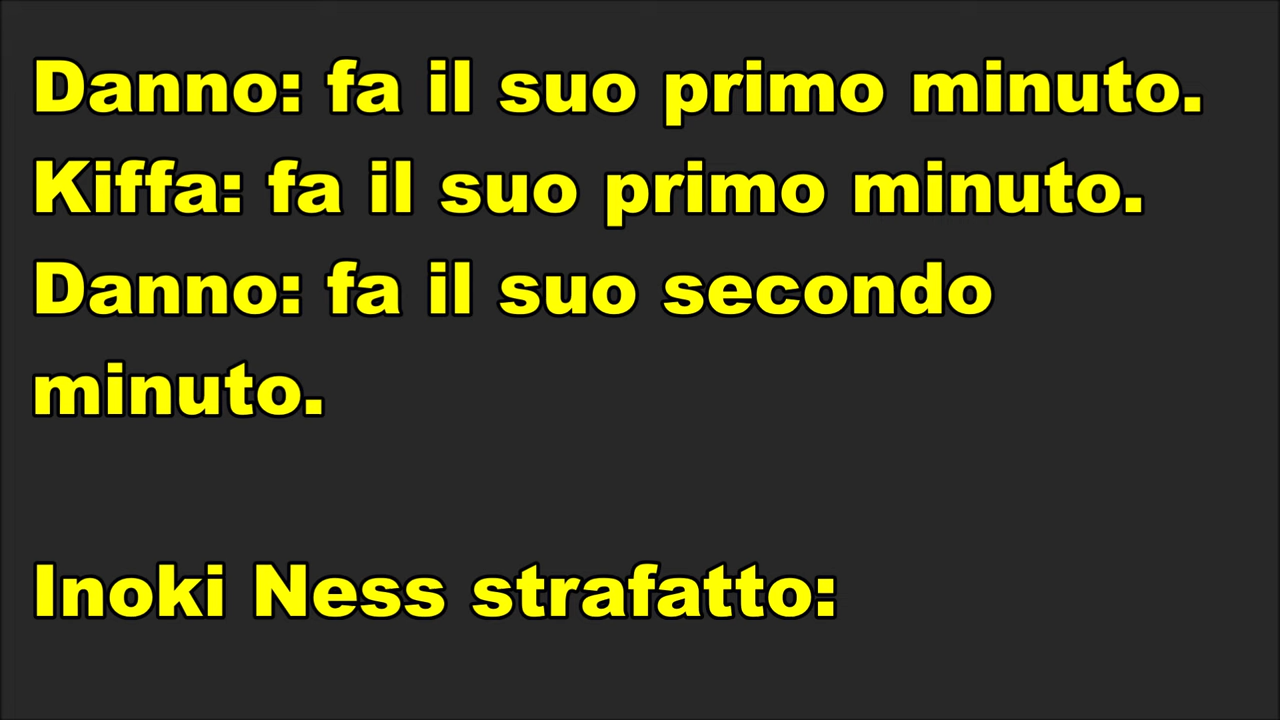 Danno: fa il suo primo minuto.
Kiffa: fa il suo primo minuto.
Danno: fa il suo secondo
minuto.
Inoki Ness strafatto: